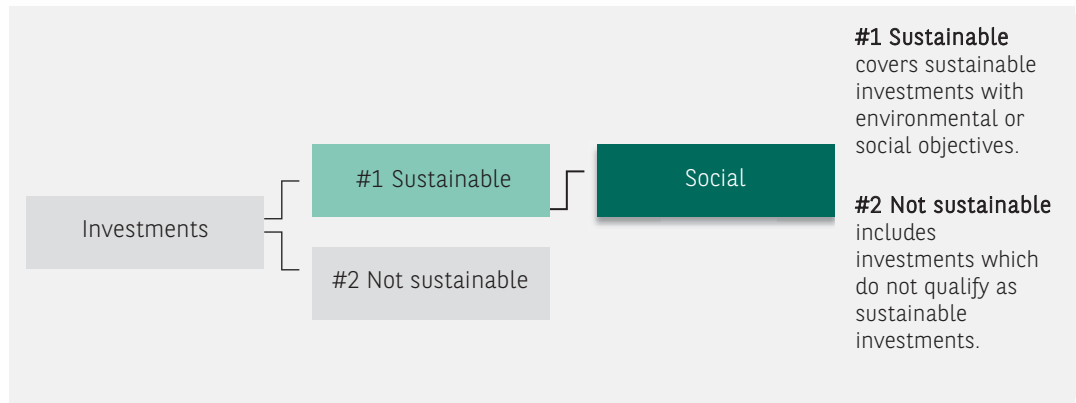 Investments
#1 Sustainable
#2 Not sustainable
Social
#1 Sustainable
covers sustainable
investments with
environmental or
social objectives.
#2 Not sustainable
includes
investments which
do not qualify as
sustainable
investments.